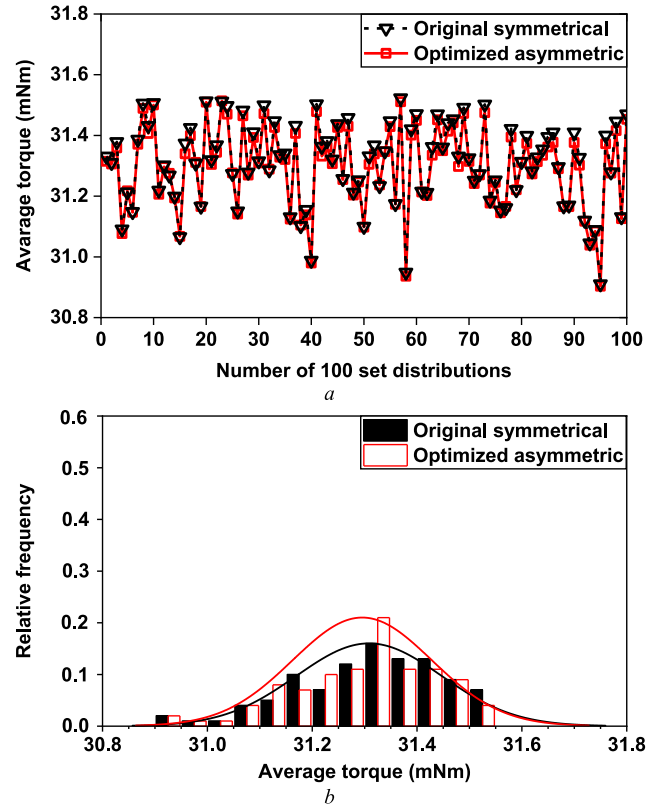 31.8
31.6
31.4
31.2
31.0
30.8
Avarage torque (mNm)
Original symmetrical
Optimized asymmetric
0 10 20 30 40 50 60 70 80 90 100
Number of 100 set distributions
a
0.6
0.5
0.4
0.3
0.2
0.1
0.0
Relative frequency
Original symmetrical
Optimized asymmetric
30.8 31.0 31.2 31.4 31.6 31.8
Average torque (mNm)
b